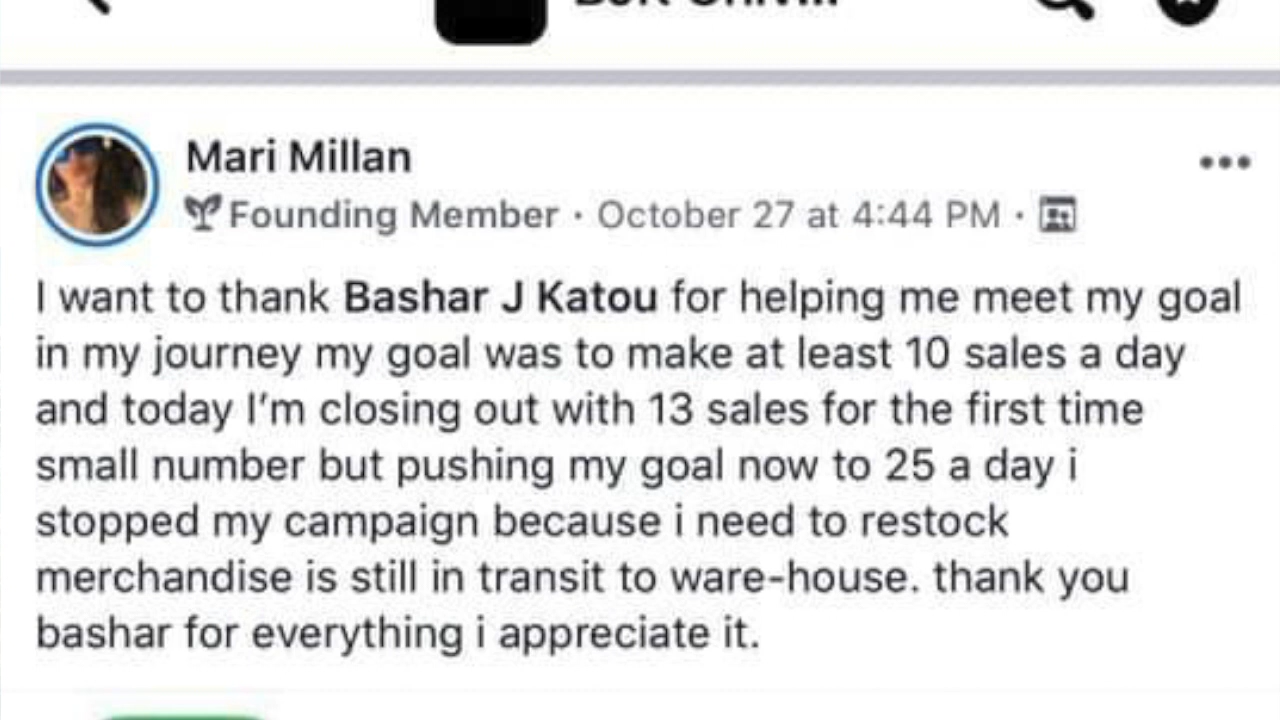 Mari Millan
Founding Member · October 27 at 4:44 PM ·
I want to thank Bashar J Katou for helping me meet my goal
in my journey my goal was to make at least 10 sales a day
and today I'm closing out with 13 sales for the first time
small number but pushing my goal now to 25 a day i
stopped my campaign because i need to restock
merchandise is still in transit to ware-house. thank you
bashar for everything i appreciate it.